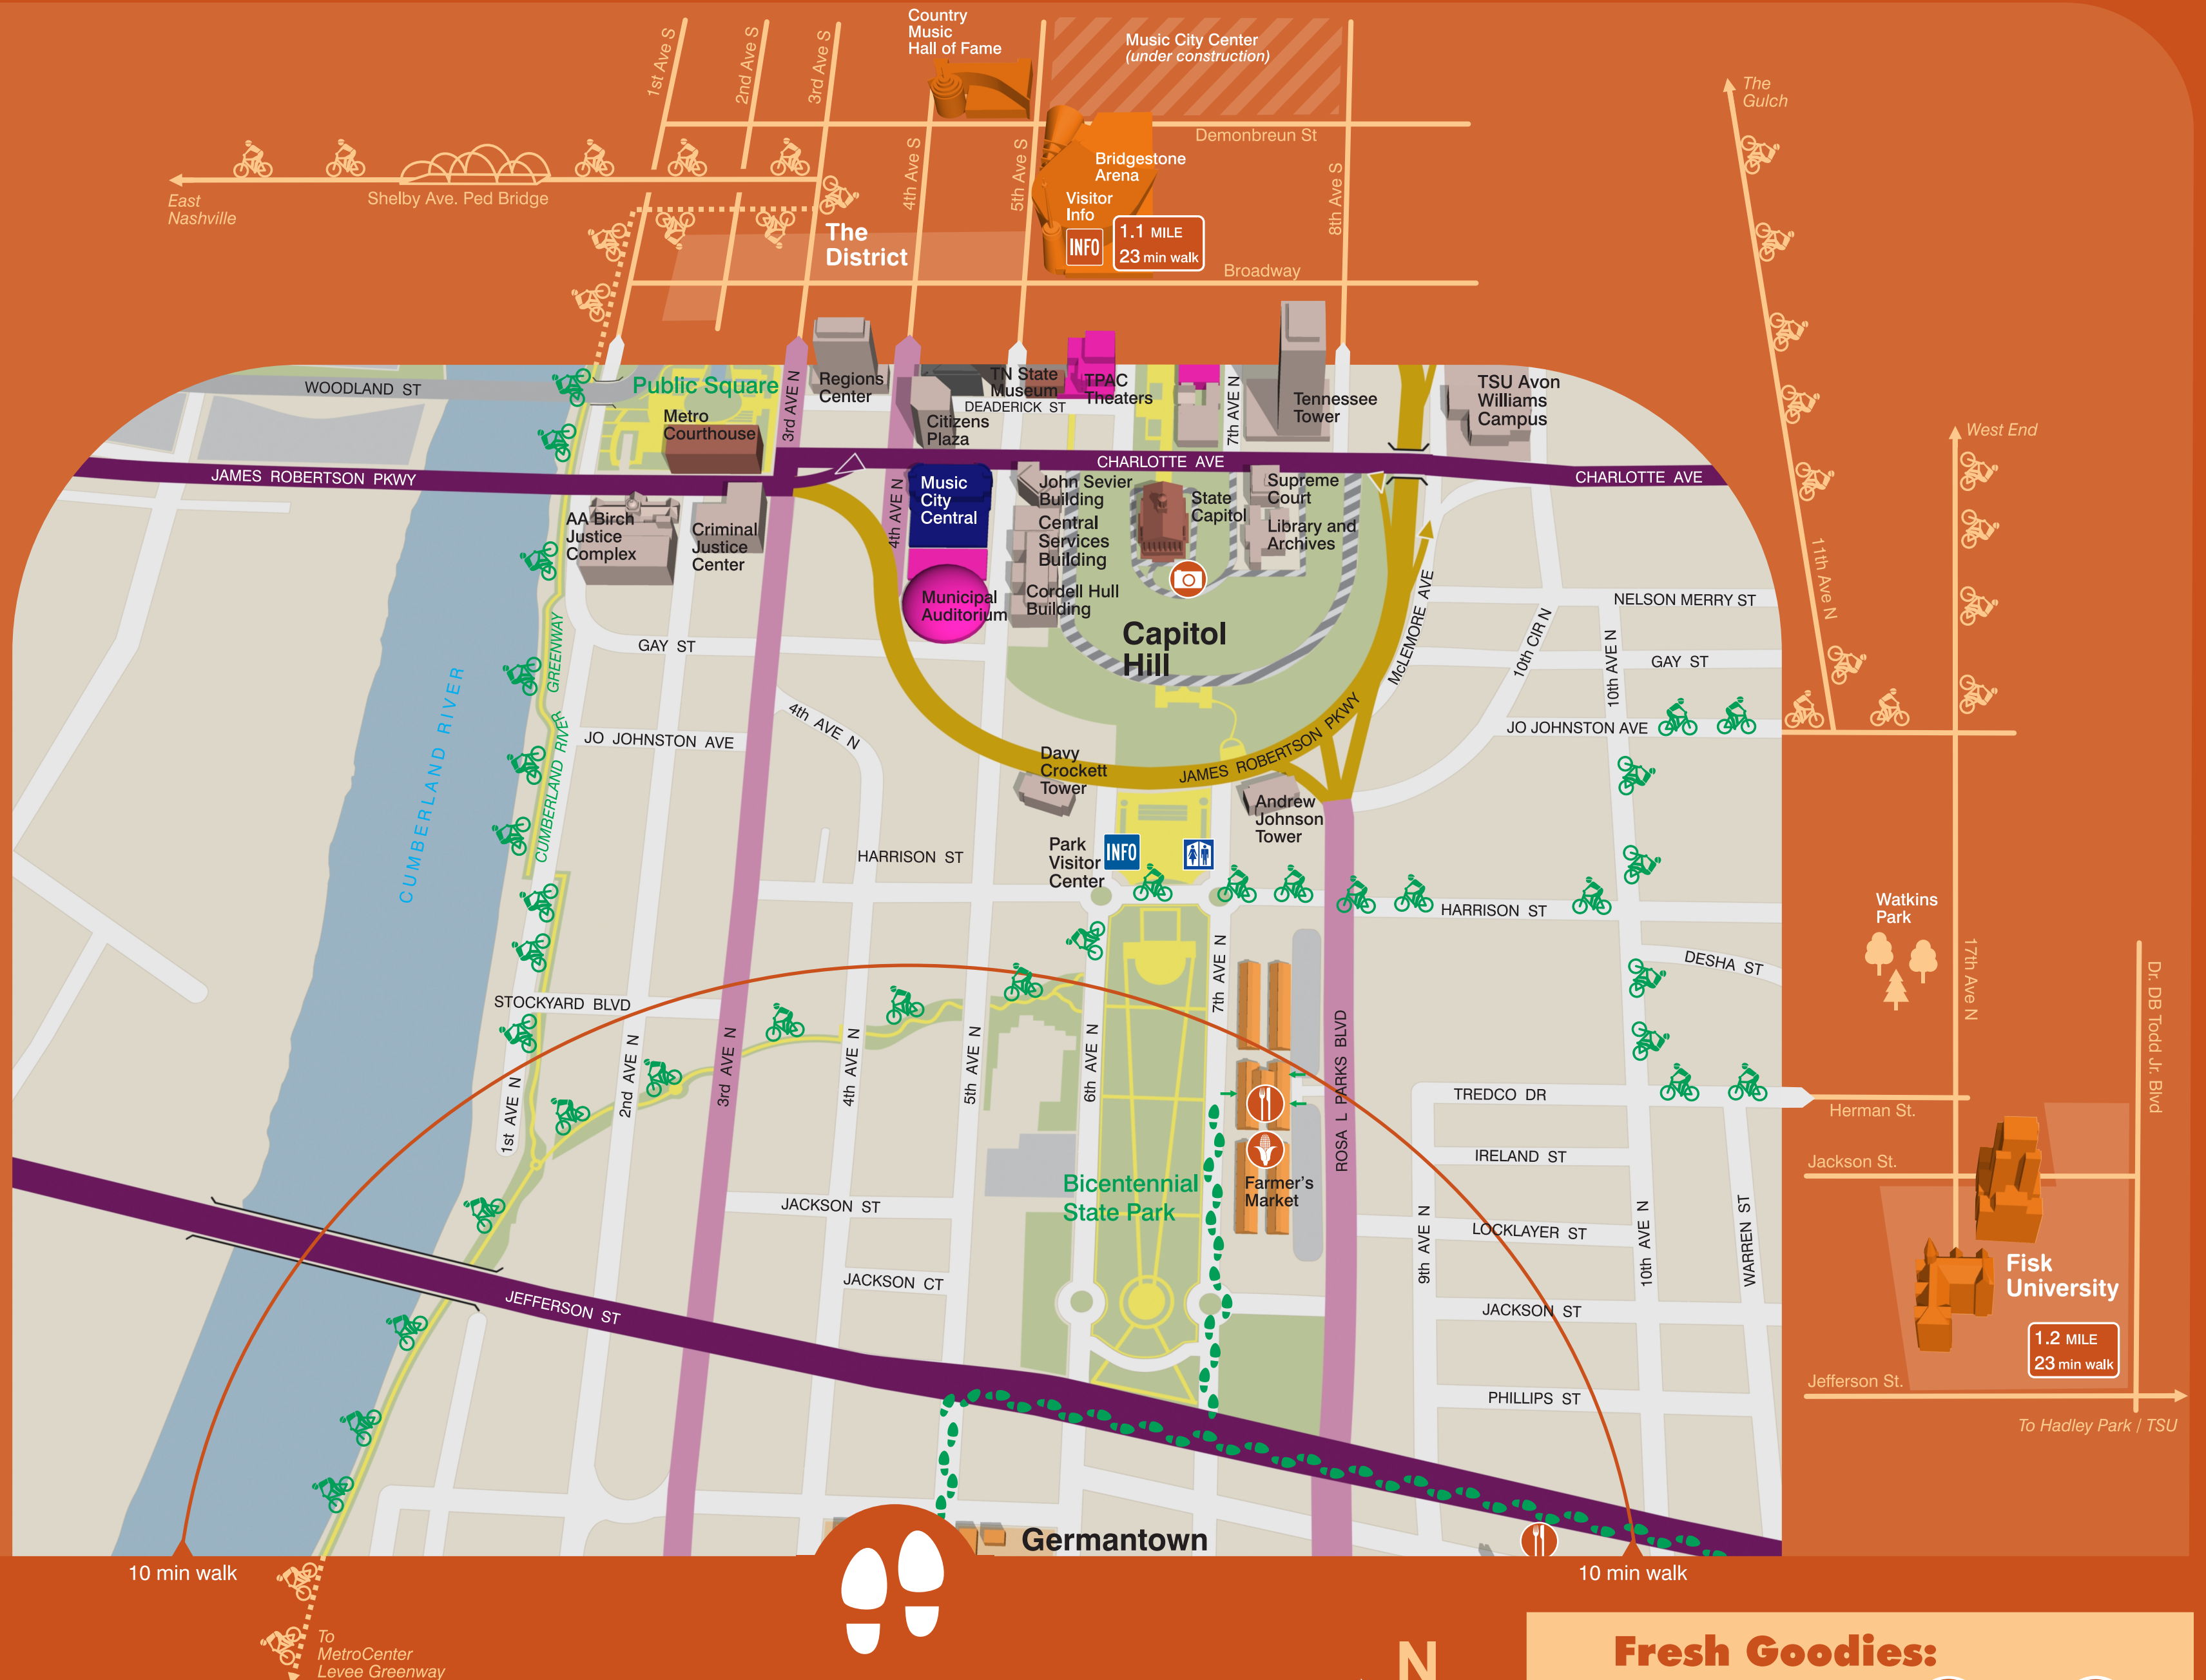 Country
Music
Hall of Fame
Music City Center
(under construction)
1st Ave S
2nd Ave S
3rd Ave S
4th Ave S
5th Ave S
8th Ave S
Demonbreun St
The
Gulch
East
Nashville
Shelby Ave. Ped Bridge
Bridgestone
Arena
Visitor
Info
INFO
1.1 MILE
23 min walk
The
District
Broadway
WOODLAND ST
Public Square
Metro
Courthouse
3rd AVE N
Regions
Center
TN State
Museum
TPAC
Theaters
DEADERICK ST
Citizens
Plaza
7th AVE N
Tennessee
Tower
TSU Avon
Williams
Campus
West End
JAMES ROBERTSON PKWY
CHARLOTTE AVE
CHARLOTTE AVE
AA Birch
Justice
Complex
Criminal
Justice
Center
4th AVE N
Music
City
Central
John Sevier
Building
Central
Services
Building
State
Capitol
Supreme
Court
Library and
Archives
Municipal
Auditorium
Cordell Hull
Building
Capitol
Hill
McLEMORE AVE
NELSON MERRY ST
10th CIR N
10th AVE N
11th Ave N
GAY ST
GAY ST
CUMBERLAND RIVER
CUMBERLAND RIVER GREENWAY
JO JOHNSTON AVE
4th AVE N
JO JOHNSTON AVE
JAMES ROBERTSON PKWY
Davy
Crockett
Tower
Andrew
Johnson
Tower
Park
Visitor
Center
INFO
HARRISON ST
HARRISON ST
Watkins
Park
17th Ave N
Dr. DB Todd Jr. Blvd
DESHA ST
STOCKYARD BLVD
1st AVE N
2nd AVE N
3rd AVE N
4th AVE N
5th AVE N
6th AVE N
7th AVE N
ROSA L PARKS BLVD
TREDCO DR
Herman St.
IRELAND ST
Jackson St.
Bicentennial
State Park
Farmer's
Market
JACKSON ST
LOCKLAYER ST
9th AVE N
10th AVE N
WARREN ST
Fisk
University
1.2 MILE
23 min walk
JACKSON CT
JEFFERSON ST
JACKSON ST
Jefferson St.
PHILLIPS ST
To Hadley Park / TSU
Germantown
10 min walk
10 min walk
To
MetroCenter
Levee Greenway
N
Fresh Goodies: